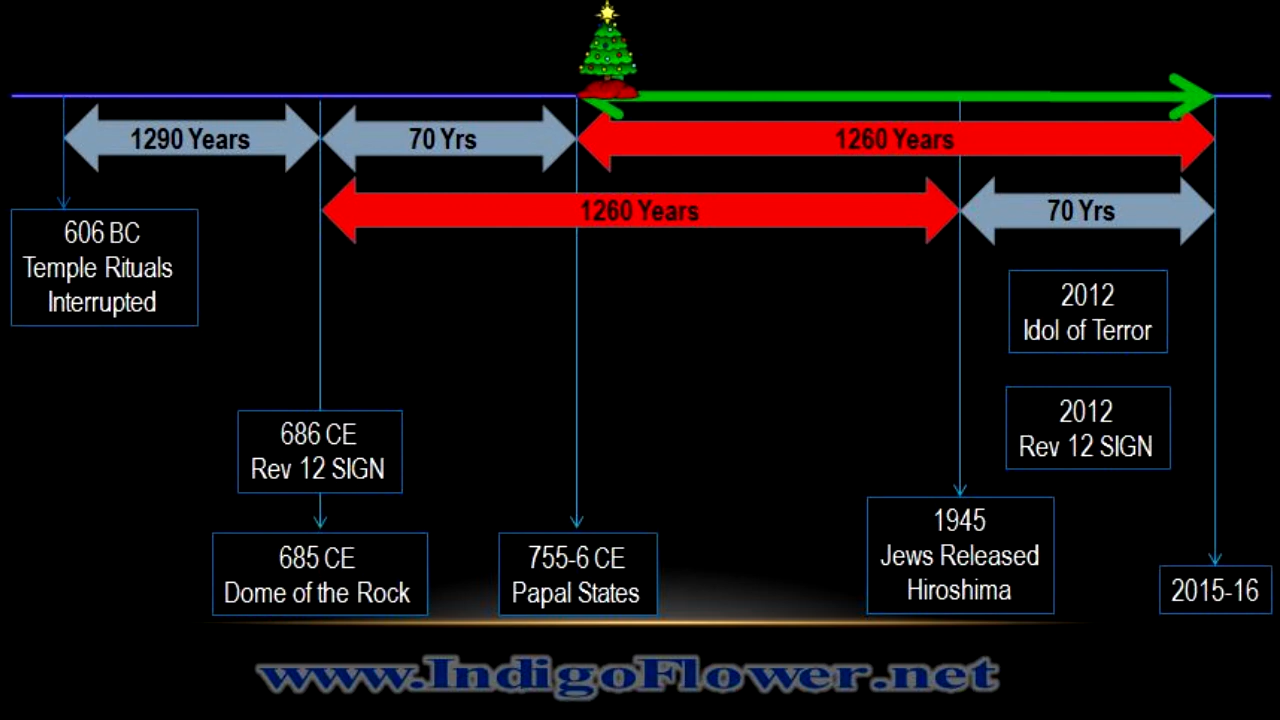 1290 Years
70 Yrs
1260 Years
1260 Years
70 Yrs
606 BC
Temple Rituals
Interrupted
2012
Idol of Terror
2012
Rev 12 SIGN
686 CE
Rev 12 SIGN
685 CE
Dome of the Rock
755-6 CE
Papal States
1945
Jews Released
Hiroshima
2015-16
www.IndigoFlower.net